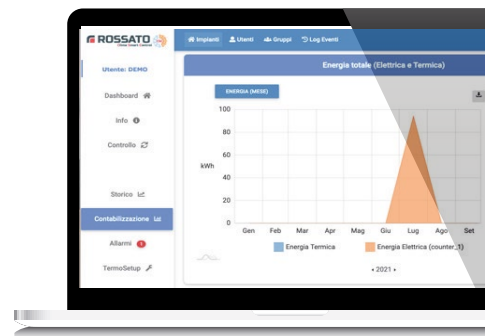 ROSSATO
Impianti Utenti Gruppi Log Eventi
Utente: DEMO
Energia totale (Elettrica e Termica)
Dashboard
ENERGIA (MESE)
Info
Controllo
Storico
Contabilizzazione
Allarmi 1
TermoSetup
kWh
100
80
60
40
20
0
Gen Feb Mar Apr Mag Giu Lug Ago Set
Energia Termica Energia Elettrica (counter_1)
2021